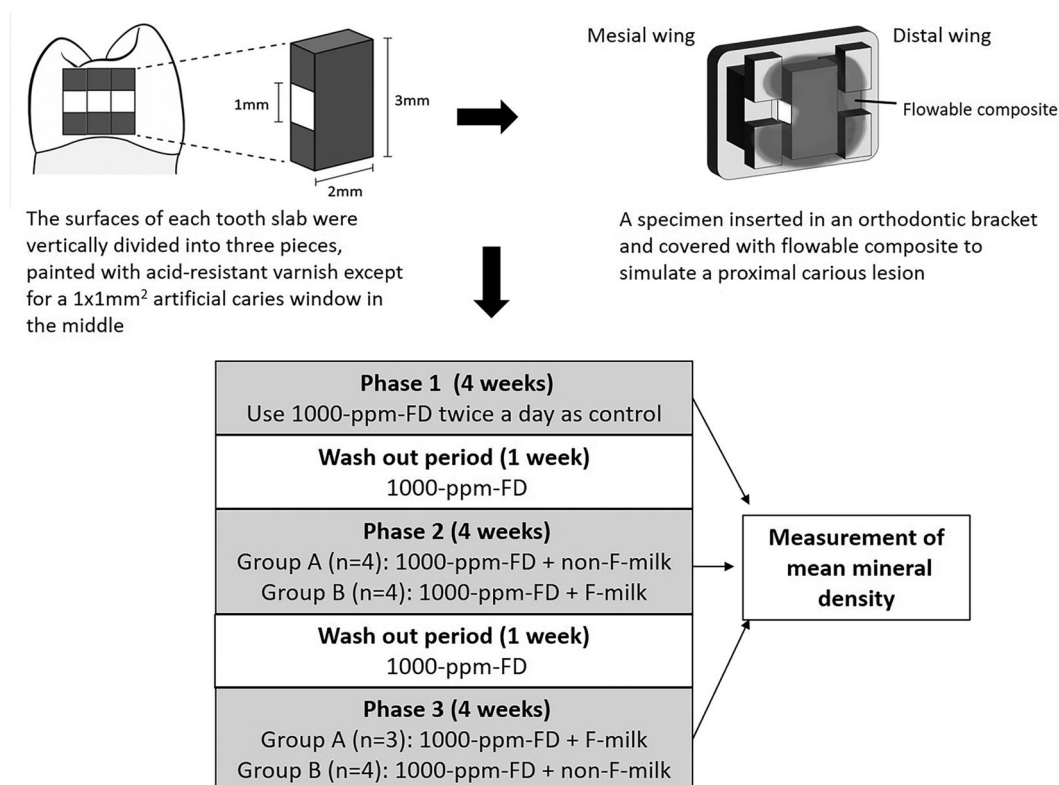 1mm
3mm
2mm
The surfaces of each tooth slab were
vertically divided into three pieces,
painted with acid-resistant varnish except
for a 1x1mm² artificial caries window in
the middle
Mesial wing
Distal wing
Flowable composite
A specimen inserted in an orthodontic bracket
and covered with flowable composite to
simulate a proximal carious lesion
Phase 1 (4 weeks)
Use 1000-ppm-FD twice a day as control
Wash out period (1 week)
1000-ppm-FD
Phase 2 (4 weeks)
Group A (n=4): 1000-ppm-FD + non-F-milk
Group B (n=4): 1000-ppm-FD + F-milk
Wash out period (1 week)
1000-ppm-FD
Phase 3 (4 weeks)
Group A (n=3): 1000-ppm-FD + F-milk
Group B (n=4): 1000-ppm-FD + non-F-milk
Measurement of
mean mineral
density